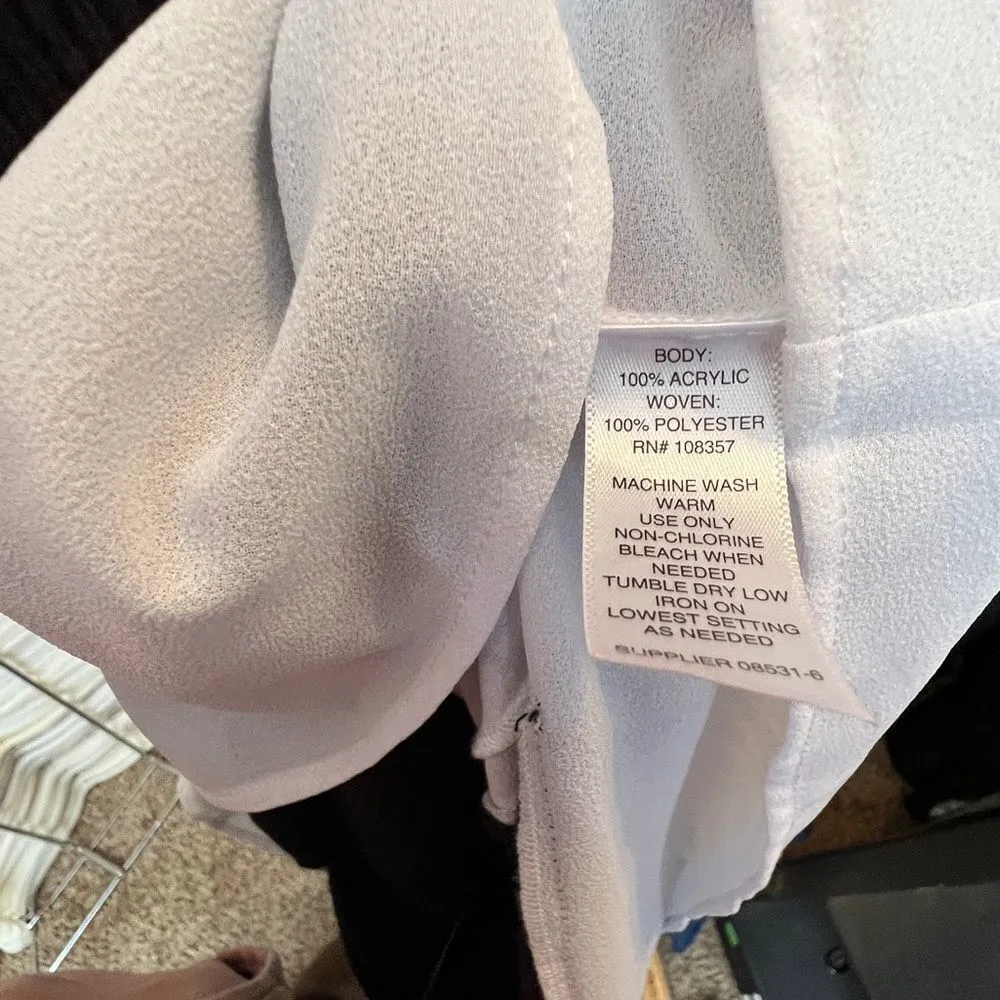 BODY:
100% ACRYLIC
WOVEN:
100% POLYESTER
RN# 108357
MACHINE WASH
WARM
USE ONLY
NON-CHLORINE
BLEACH WHEN
NEEDED
TUMBLE DRY LOW
IRON ON
LOWEST SETTING
AS NEEDED
SUPPLIER 08531-6